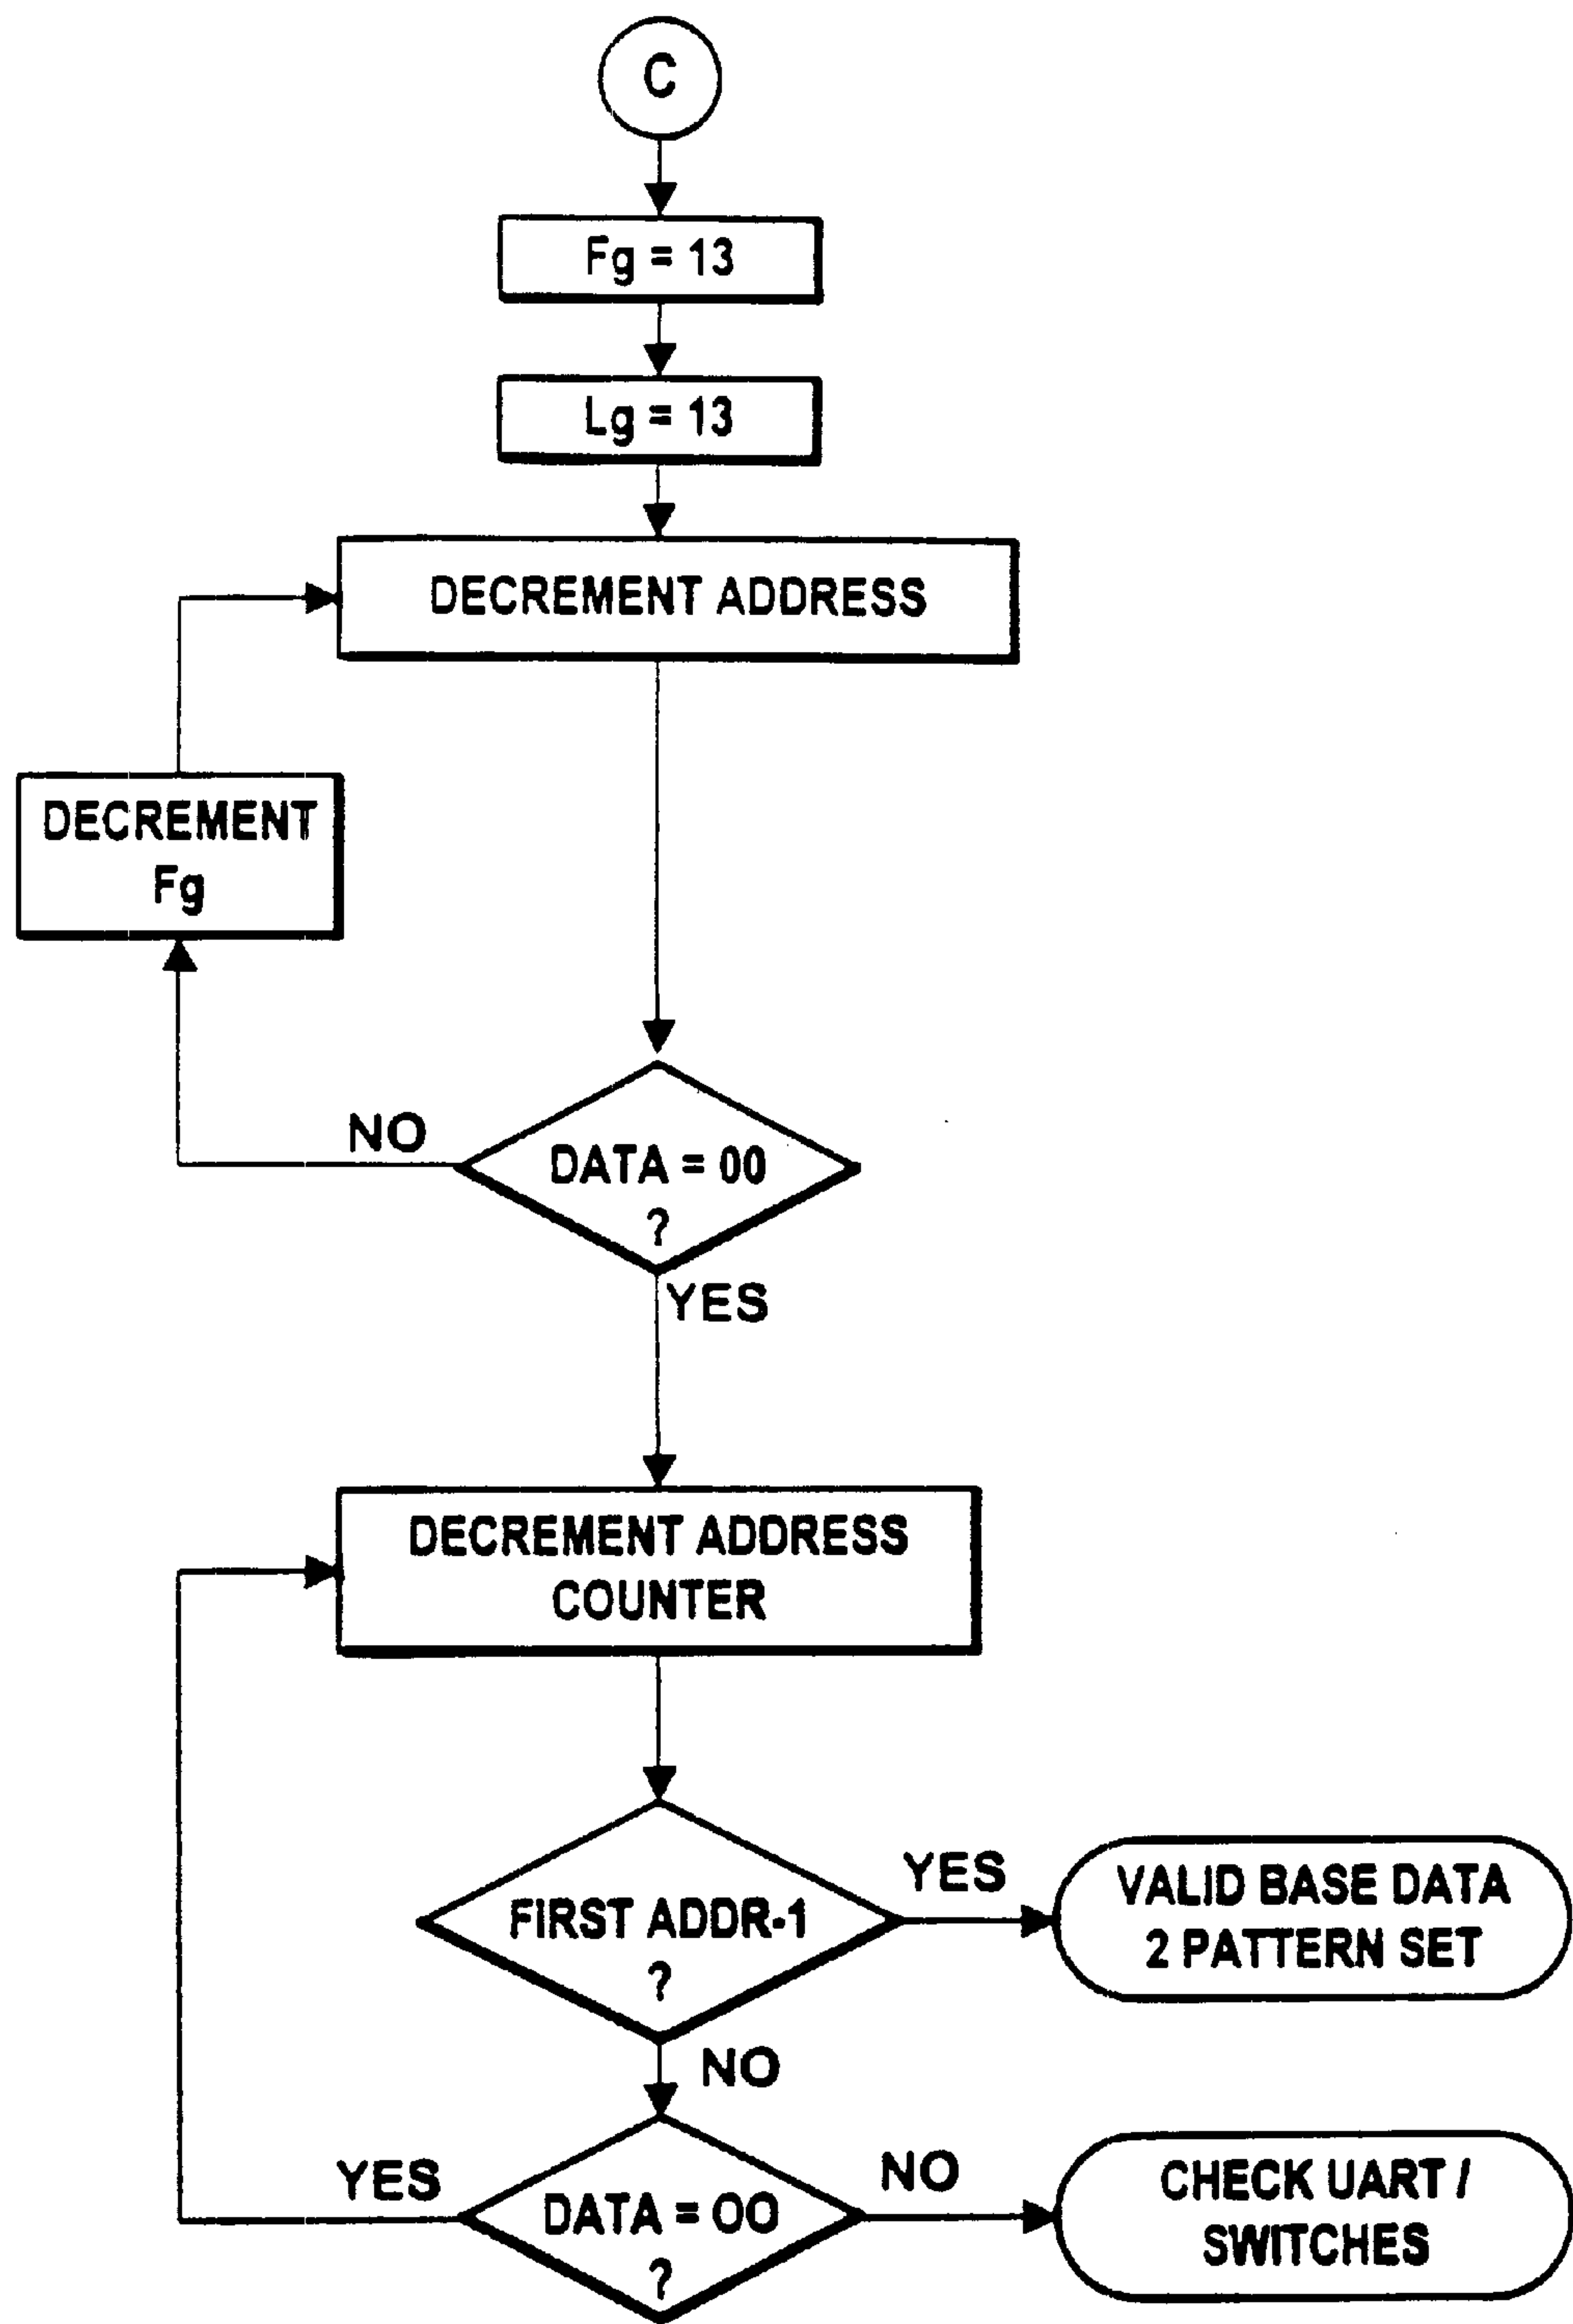 C
Fg = 13
Lg = 13
DECREMENT ADDRESS
DECREMENT
Fg
NO
DATA = 00
?
YES
DECREMENT ADDRESS
COUNTER
FIRST ADDR-1
?
YES
VALID BASE DATA
2 PATTERN SET
NO
YES
DATA = OO
?
NO
CHECK UART /
SWITCHES